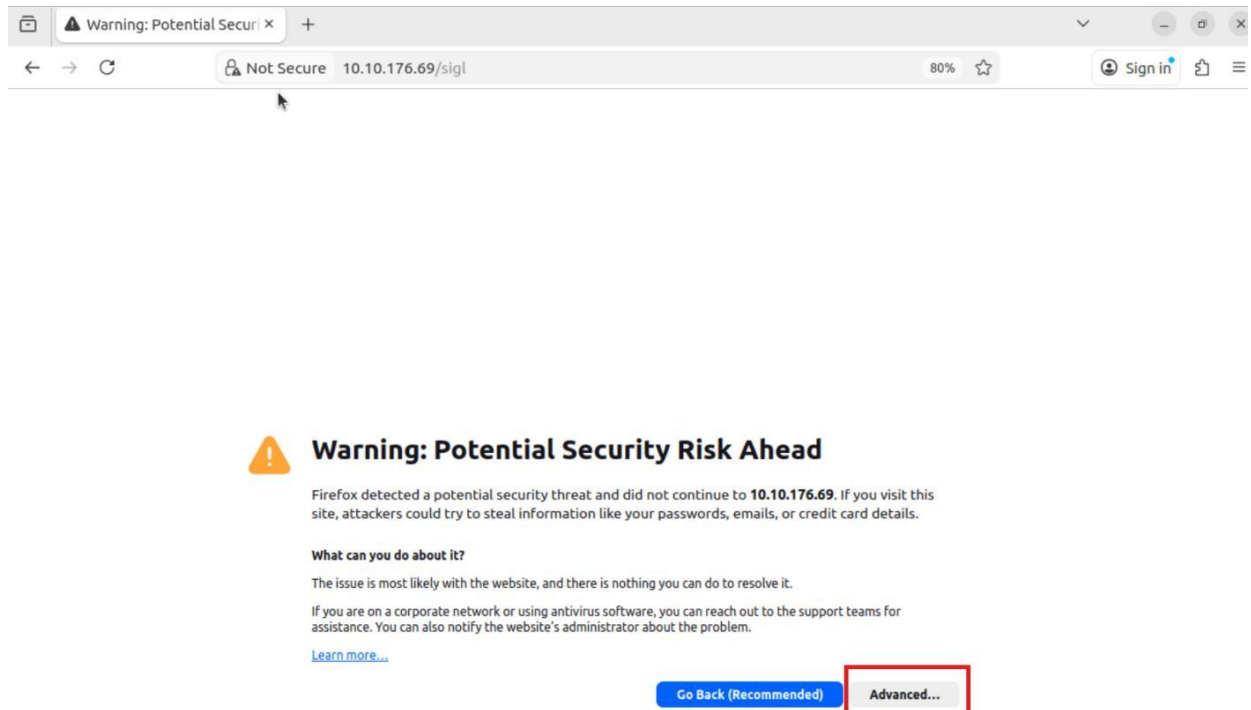 Warning: Potential Securi
Not Secure 10.10.176.69/sigl 80% Sign in
Warning: Potential Security Risk Ahead
Firefox detected a potential security threat and did not continue to 10.10.176.69. If you visit this
site, attackers could try to steal information like your passwords, emails, or credit card details.
What can you do about it?
The issue is most likely with the website, and there is nothing you can do to resolve it.
If you are on a corporate network or using antivirus software, you can reach out to the support teams for
assistance. You can also notify the website's administrator about the problem.
Learn more...
Go Back (Recommended) Advanced...